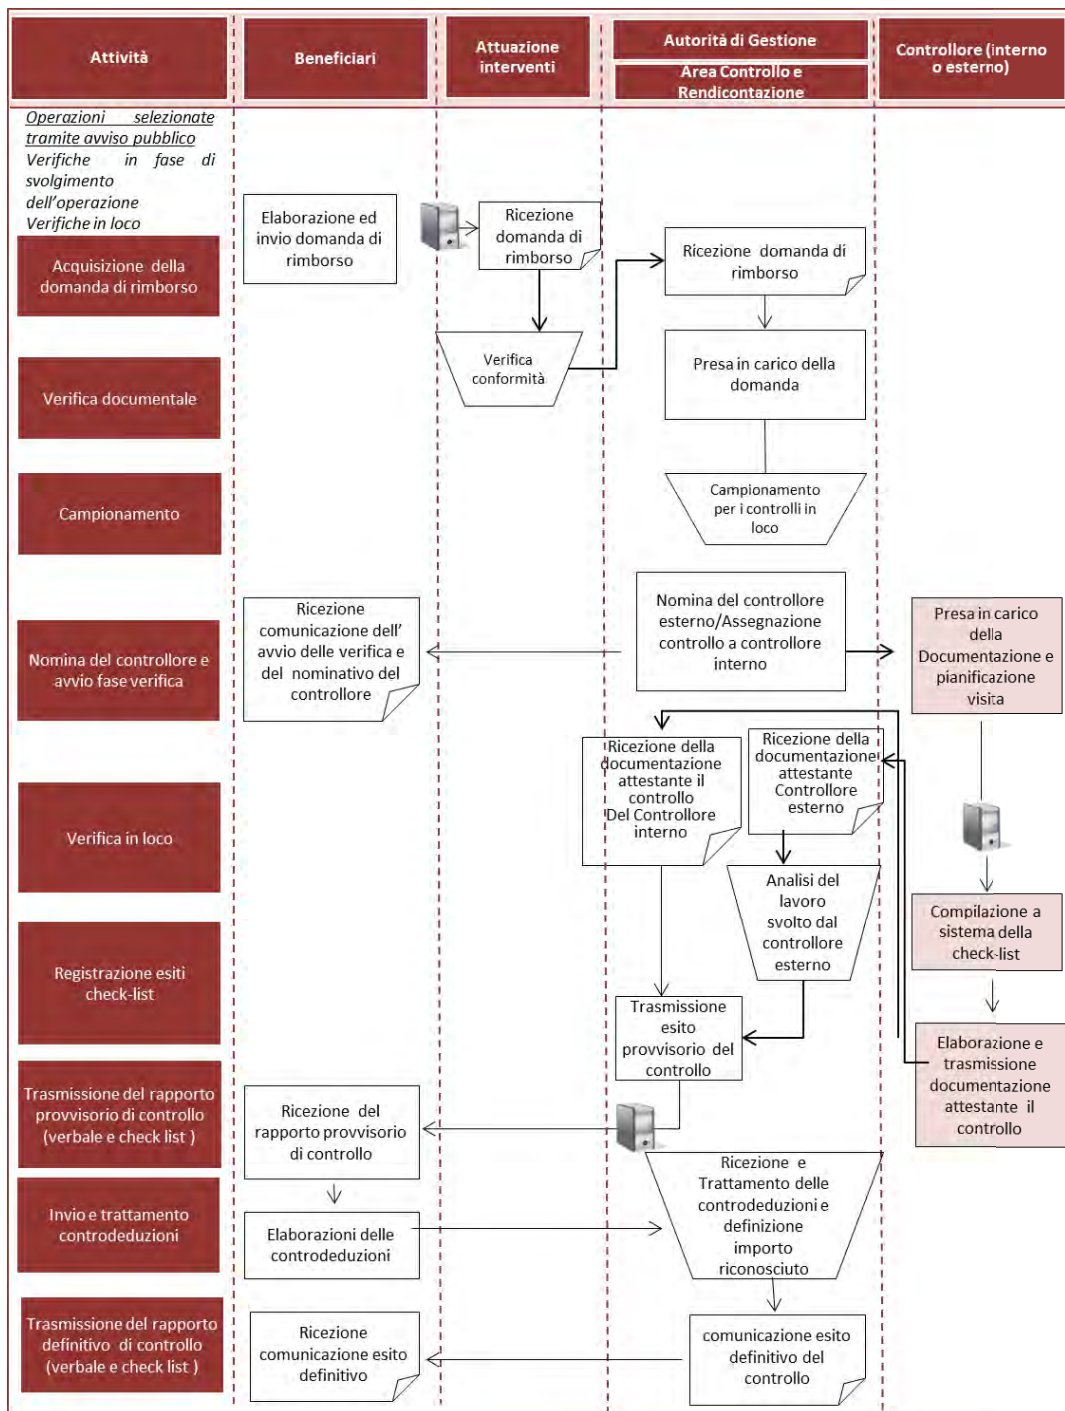 Attività
Beneficiari
Attuazione
interventi
Autorità di Gestione
Area Controllo e
Rendicontazione
Controllore (interno
o esterno)
Operazioni selezionate
tramite avviso pubblico
Verifiche in fase di
svolgimento
dell'operazione
Verifiche in loco
Acquisizione della
domanda di rimborso
Elaborazione ed
invio domanda di
rimborso
Ricezione
domanda di
rimborso
Ricezione domanda di
rimborso
Verifica documentale
Verifica
conformità
Presa in carico della
domanda
Campionamento
Campionamento
per i controlli in
loco
Nomina del controllore e
avvio fase verifica
Ricezione
comunicazione dell'
avvio delle verifica e
del nominativo del
controllore
Nomina del controllore
esterno/Assegnazione
controllo a controllore
interno
Presa in carico
della
Documentazione e
pianificazione
visita
Verifica in loco
Ricezione della
documentazione
attestante il
controllo
Del Controllore
interno
Ricezione della
documentazione
attestante
Controllore
esterno
Analisi del
lavoro
svolto dal
controllore
esterno
Compilazione a
sistema della
check-list
Registrazione esiti
check-list
Trasmissione
esito
provvisorio del
controllo
Elaborazione e
trasmissione
documentazione
attestante il
controllo
Trasmissione del rapporto
provvisorio di controllo
(verbale e check list )
Ricezione del
rapporto provvisorio
di controllo
Invio e trattamento
controdeduzioni
Elaborazioni delle
controdeduzioni
Ricezione e
Trattamento delle
controdeduzioni e
definizione
importo
riconosciuto
Trasmissione del rapporto
definitivo di controllo
(verbale e check list )
Ricezione
comunicazione esito
definitivo
comunicazione esito
definitivo del
controllo